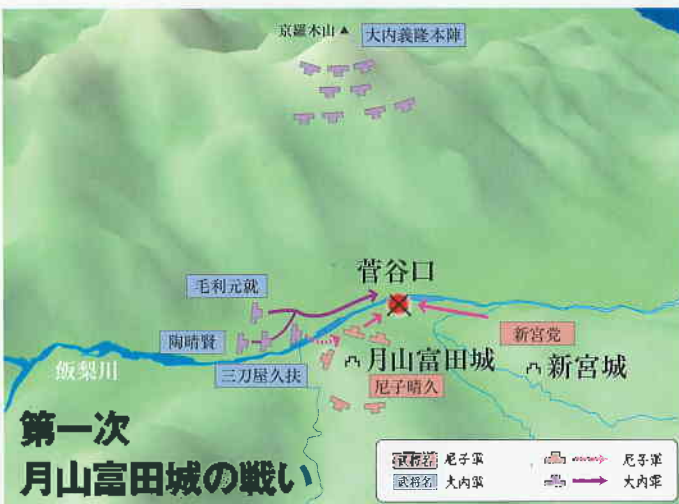 京羅木山▲ 大内義隆本陣
菅谷口
毛利元就
新宮党
陶晴賢
月山富田城
新宮城
飯梨川
三刀屋久扶
尼子晴久
第一次
月山富田城の戦い
武将名 尼子軍 尼子軍
武将名 大内軍 大内軍